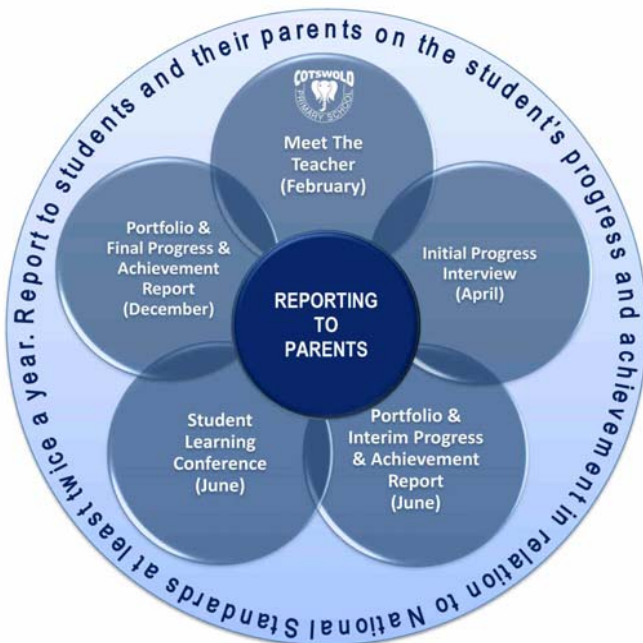 Report to students and their parents on the student's progress and achievement in relation to National Standards at least twice a year.
COTSWOLD
PRIMARY SCHOOL
Meet The
Teacher
(February)
Initial Progress
Interview
(April)
Portfolio &
Interim Progress
& Achievement
Report
(June)
Student
Learning
Conference
(June)
Portfolio &
Final Progress &
Achievement
Report
(December)
REPORTING
TO
PARENTS